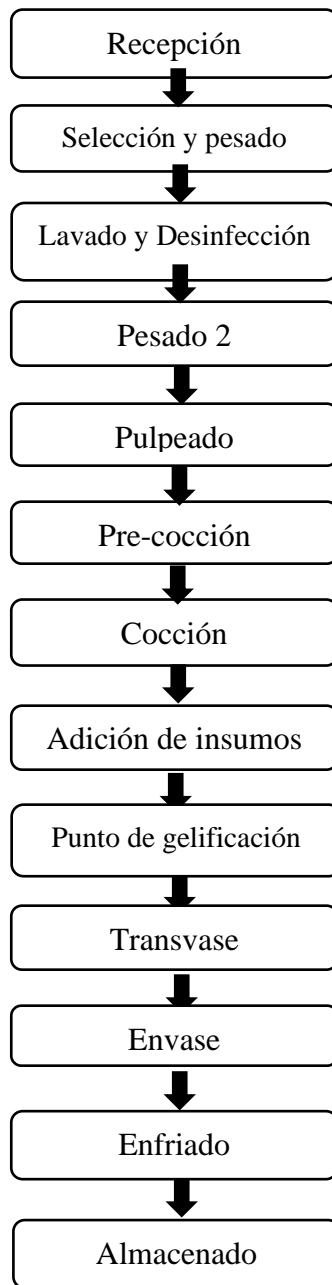 Recepción
Selección y pesado
Lavado y Desinfección
Pesado 2
Pulpeado
Pre-cocción
Cocción
Adición de insumos
Punto de gelificación
Transvase
Envase
Enfriado
Almacenado